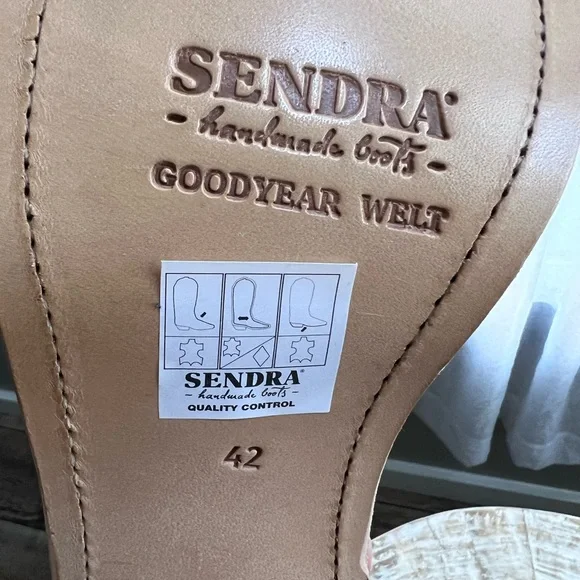 SENDRA®
- handmade boots -
GOODYEAR WELT
SENDRA®
- handmade boots -
QUALITY CONTROL
42